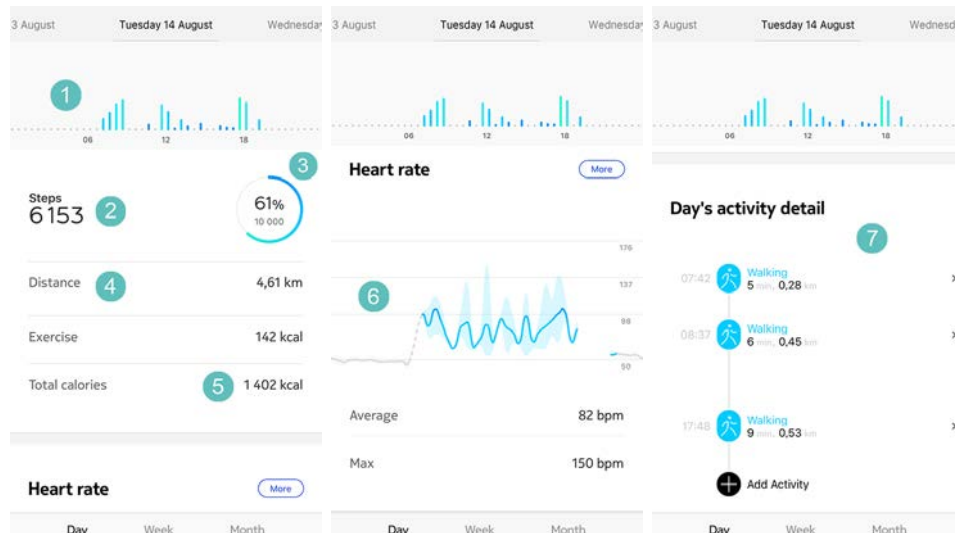 3 August Tuesday 14 August Wednesday
1
06 12 18
3
Steps
6 153
2
61%
10 000
Distance 4 4,61 km
Exercise 142 kcal
Total calories 5 1 402 kcal
Heart rate More
Day Week Month
3 August Tuesday 14 August Wednesday
06 12 18
Heart rate More
176
137
6
98
50
Average 82 bpm
Max 150 bpm
Day Week Month
3 August Tuesday 14 August Wednesd
06 12 18
Day's activity detail
7
07:42 Walking
5 min, 0,28 km
08:37 Walking
6 min, 0,45 km
17:48 Walking
9 min, 0,53 km
Add Activity
Day Week Month